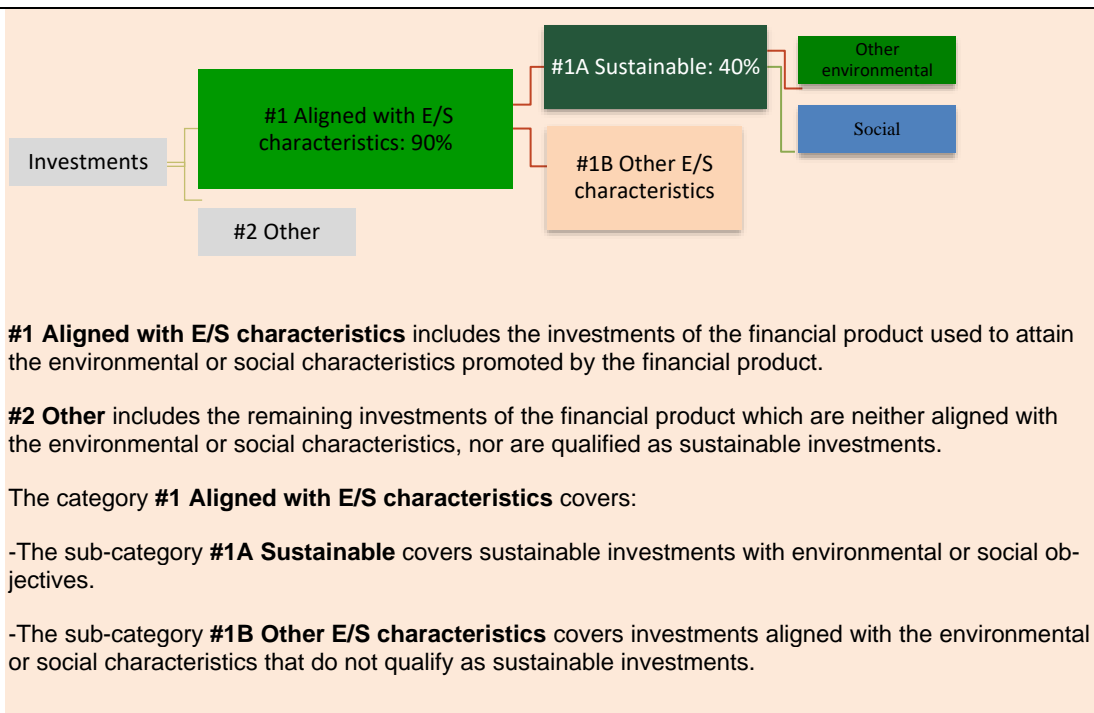 Other
environmental
#1A Sustainable: 40%
#1 Aligned with E/S
characteristics: 90%
Social
Investments
#1B Other E/S
characteristics
#2 Other
#1 Aligned with E/S characteristics includes the investments of the financial product used to attain
the environmental or social characteristics promoted by the financial product.
#2 Other includes the remaining investments of the financial product which are neither aligned with
the environmental or social characteristics, nor are qualified as sustainable investments.
The category #1 Aligned with E/S characteristics covers:
-The sub-category #1A Sustainable covers sustainable investments with environmental or social ob-
jectives.
-The sub-category #1B Other E/S characteristics covers investments aligned with the environmental
or social characteristics that do not qualify as sustainable investments.